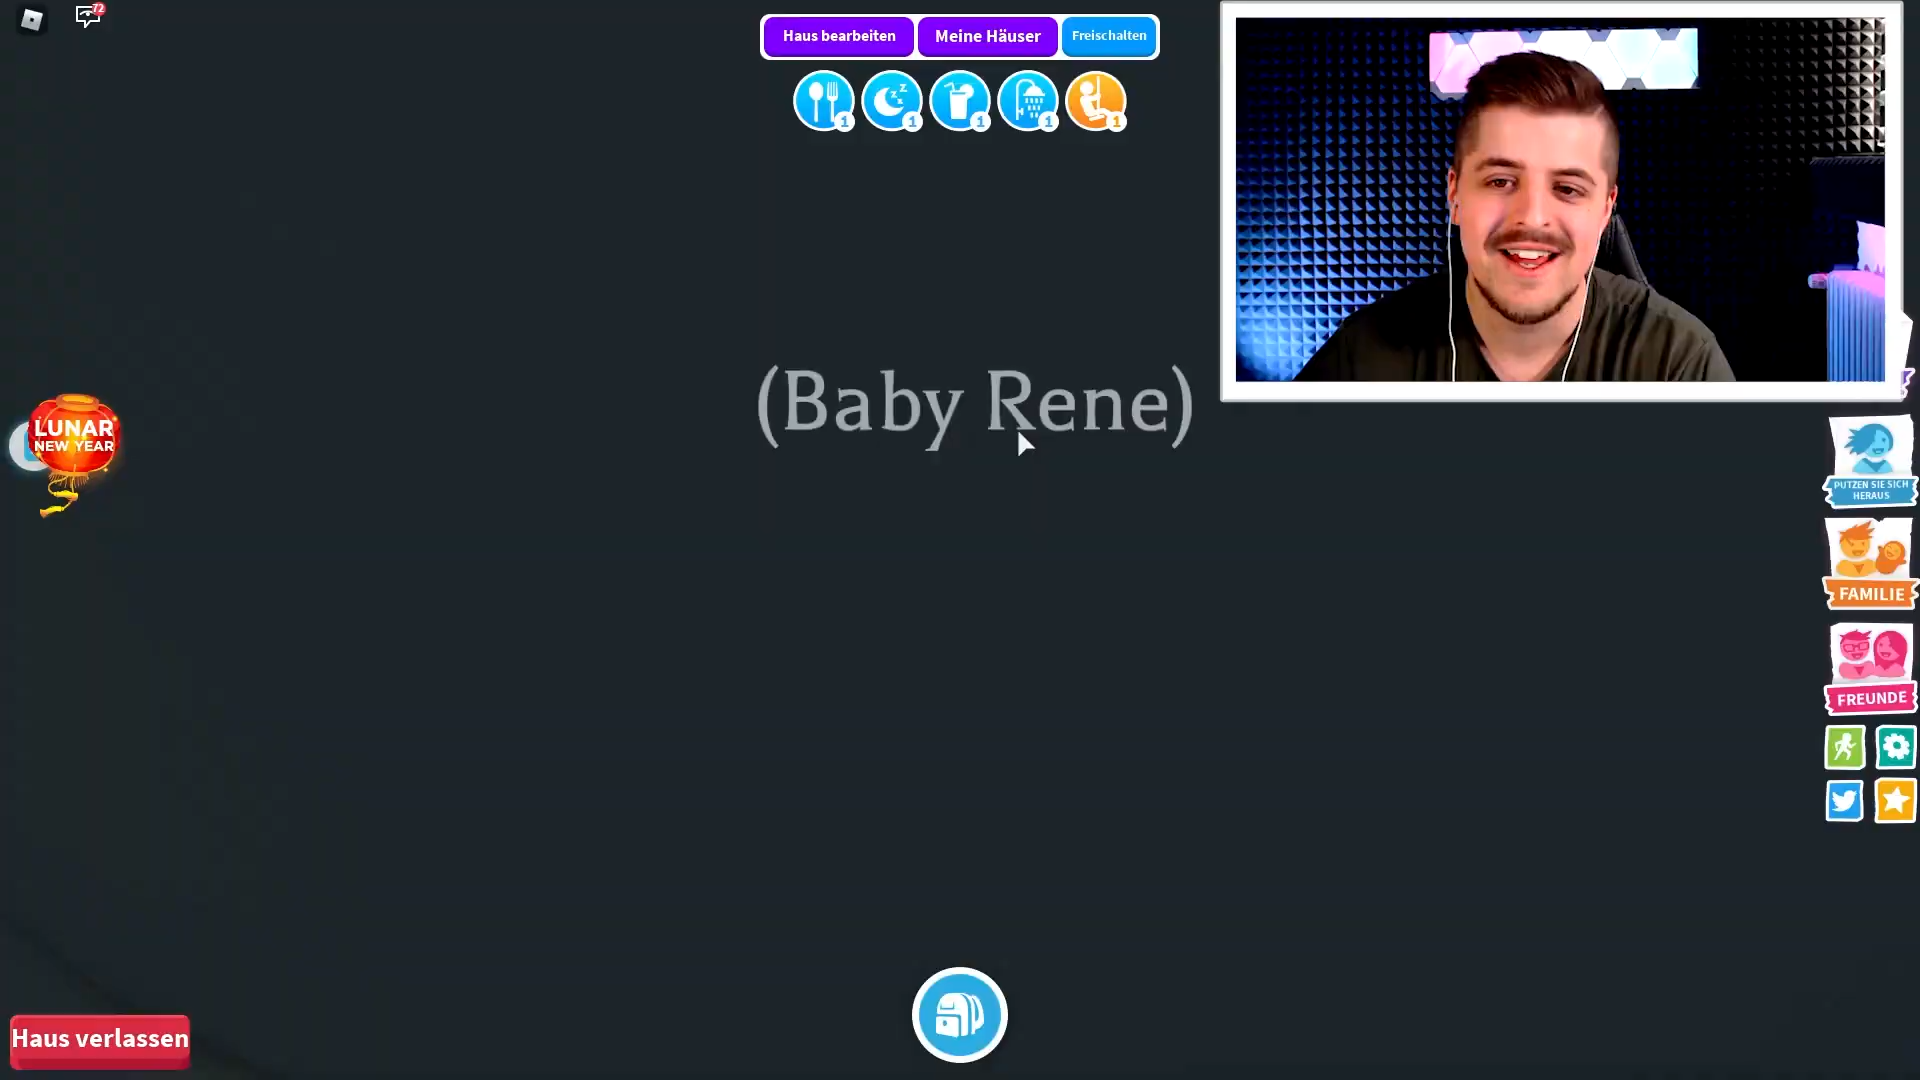 72
Haus bearbeiten
Meine Häuser
Freischalten
1
1
1
1
1
(Baby Rene)
LUNAR
NEW YEAR
PUTZEN SIE SICH
HERAUS
FAMILIE
FREUNDE
Haus verlassen